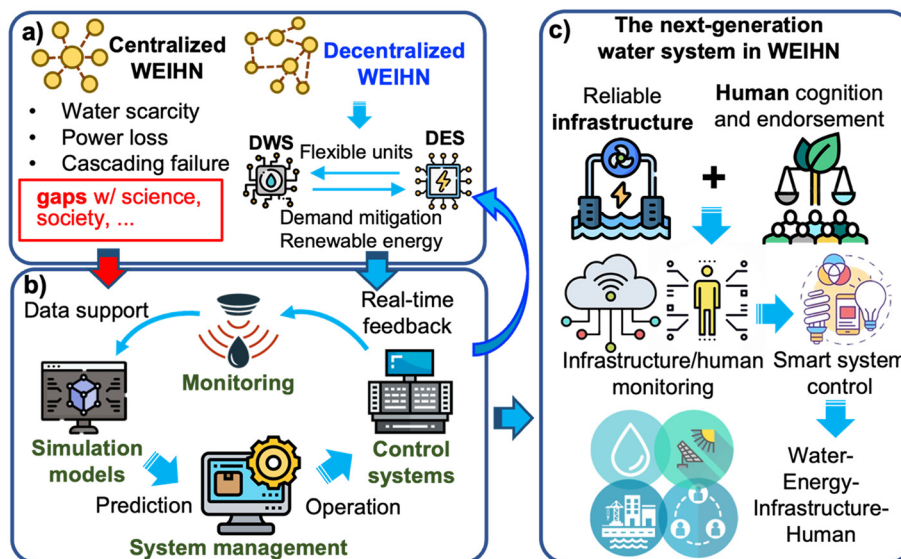 a)
Centralized
WEIHN
Decentralized
WEIHN
• Water scarcity
• Power loss
• Cascading failure
gaps w/ science,
society, ...
DWS
Flexible units
DES
Demand mitigation
Renewable energy
b)
Data support
Real-time
feedback
Monitoring
Simulation
models
Control
systems
Prediction
Operation
System management
c)
The next-generation
water system in WEIHN
Reliable
infrastructure
Human cognition
and endorsement
+
Infrastructure/human
monitoring
Smart system
control
Water-
Energy-
Infrastructure-
Human